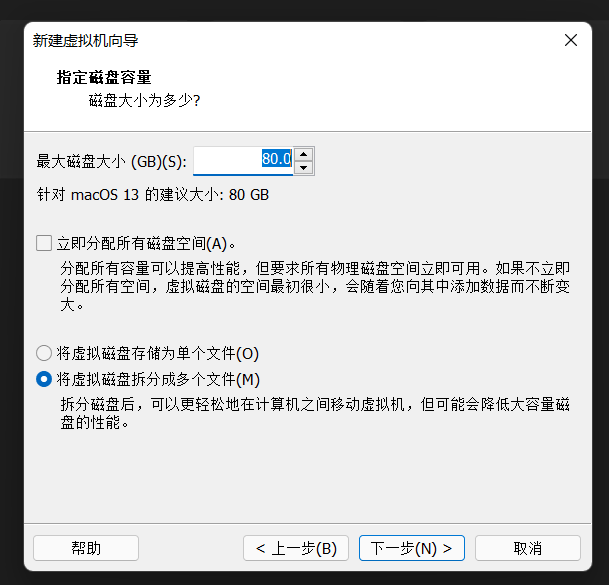 新建虚拟机向导
指定磁盘容量
磁盘大小为多少?
最大磁盘大小 (GB)(S): 80.0
针对 macOS 13 的建议大小: 80 GB
立即分配所有磁盘空间(A)。
分配所有容量可以提高性能，但要求所有物理磁盘空间立即可用。如果不立即
分配所有空间，虚拟磁盘的空间最初很小，会随着您向其中添加数据而不断变
大。
将虚拟磁盘存储为单个文件(O)
将虚拟磁盘拆分成多个文件(M)
拆分磁盘后，可以更轻松地在计算机之间移动虚拟机，但可能会降低大容量磁
盘的性能。
帮助 < 上一步(B) 下一步(N) > 取消